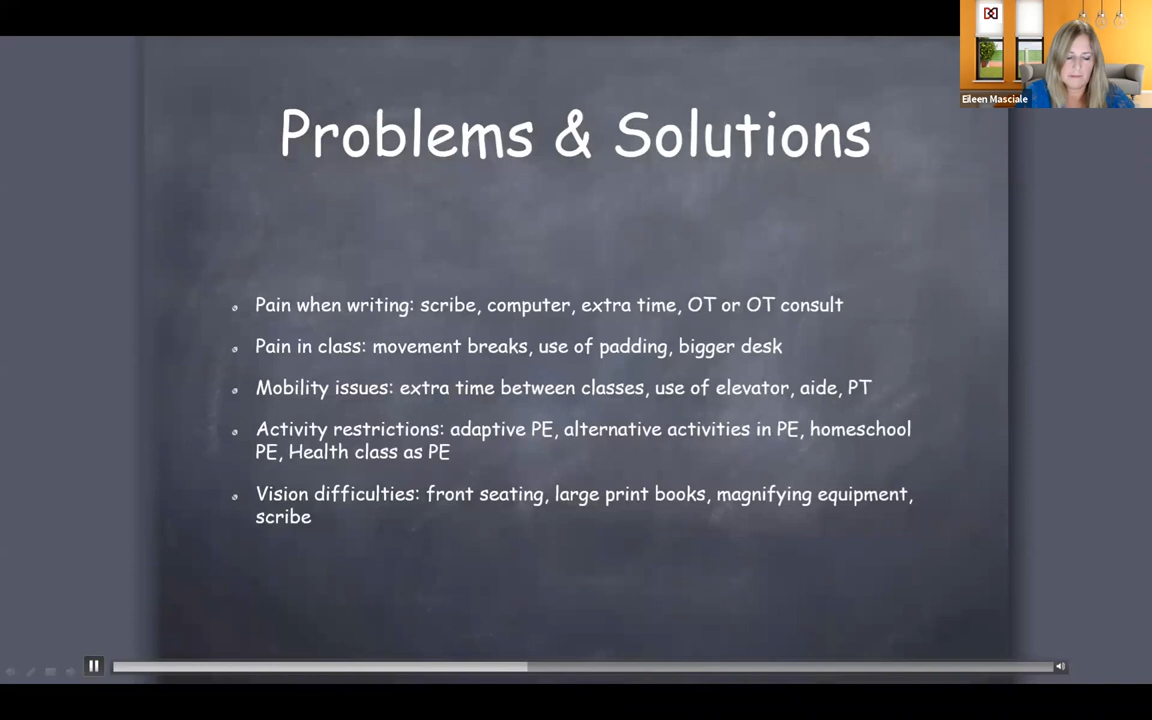 Eileen Masciale
Problems & Solutions
Pain when writing: scribe, computer, extra time, OT or OT consult
Pain in class: movement breaks, use of padding, bigger desk
Mobility issues: extra time between classes, use of elevator, aide, PT
Activity restrictions: adaptive PE, alternative activities in PE, homeschool
PE, Health class as PE
Vision difficulties: front seating, large print books, magnifying equipment,
scribe